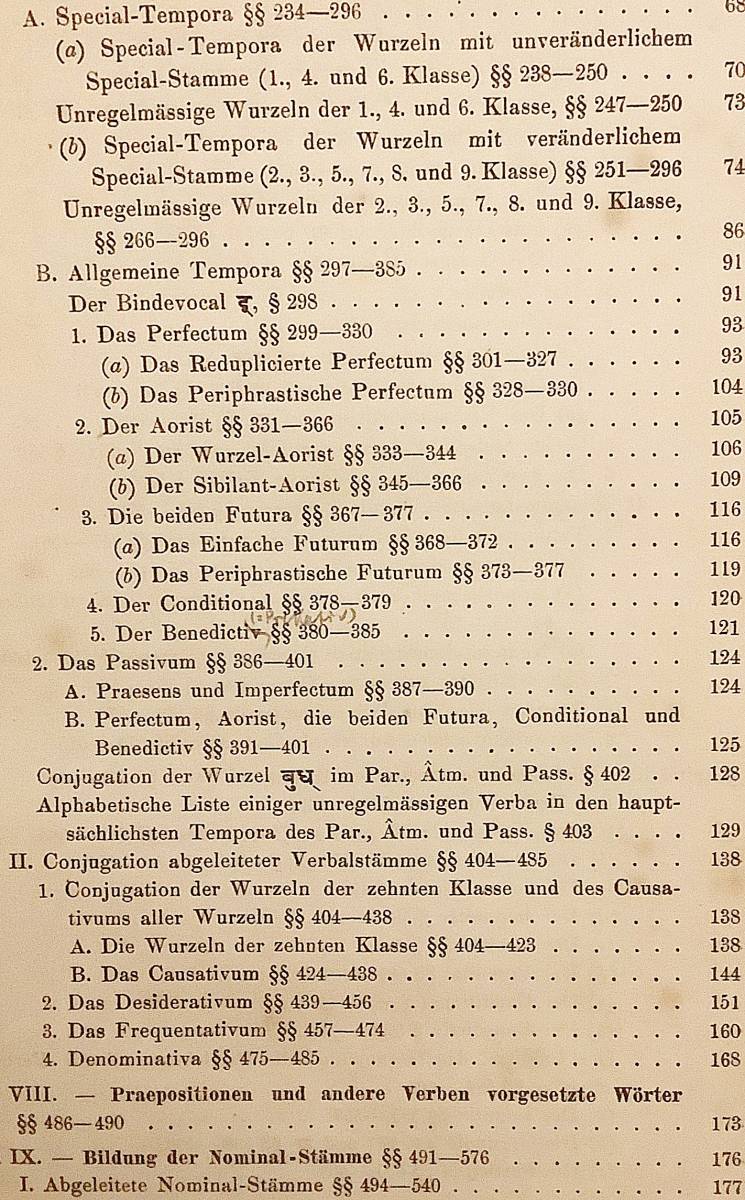 A. Special-Tempora §§ 234—296 . . . . . . . . . . . . . . 68
(a) Special-Tempora der Wurzeln mit unveränderlichem
Special-Stamme (1., 4. und 6. Klasse) §§ 238—250 . . . . 70
Unregelmässige Wurzeln der 1., 4. und 6. Klasse, §§ 247—250 73
(b) Special-Tempora der Wurzeln mit veränderlichem
Special-Stamme (2., 3., 5., 7., 8. und 9. Klasse) §§ 251—296 74
Unregelmässige Wurzeln der 2., 3., 5., 7., 8. und 9. Klasse,
§§ 266—296 . . . . . . . . . . . . . . . . . . . . . . 86
B. Allgemeine Tempora §§ 297—385 . . . . . . . . . . . . . 91
Der Bindevocal इ, § 298 . . . . . . . . . . . . . . . . . 91
1. Das Perfectum §§ 299—330 . . . . . . . . . . . . . . 93
(a) Das Reduplicierte Perfectum §§ 301—327 . . . . . . 93
(b) Das Periphrastische Perfectum §§ 328—330 . . . . . 104
2. Der Aorist §§ 331—366 . . . . . . . . . . . . . . . 105
(a) Der Wurzel-Aorist §§ 333—344 . . . . . . . . . . 106
(b) Der Sibilant-Aorist §§ 345—366 . . . . . . . . . . 109
3. Die beiden Futura §§ 367—377 . . . . . . . . . . . . . 116
(a) Das Einfache Futurum §§ 368—372 . . . . . . . . . 116
(b) Das Periphrastische Futurum §§ 373—377 . . . . . 119
4. Der Conditional §§ 378—379 . . . . . . . . . . . . . . 120
5. Der Benedictiv §§ 380—385 . . . . . . . . . . . . . . 121
2. Das Passivum §§ 386—401 . . . . . . . . . . . . . . . . . 124
A. Praesens und Imperfectum §§ 387—390 . . . . . . . . . . 124
B. Perfectum, Aorist, die beiden Futura, Conditional und
Benedictiv §§ 391—401 . . . . . . . . . . . . . . . . . . 125
Conjugation der Wurzel बुध् im Par., Âtm. und Pass. § 402 . . 128
Alphabetische Liste einiger unregelmässigen Verba in den haupt-
sächlichsten Tempora des Par., Âtm. und Pass. § 403 . . . . 129
II. Conjugation abgeleiteter Verbalstämme §§ 404—485 . . . . . . 138
1. Conjugation der Wurzeln der zehnten Klasse und des Causa-
tivums aller Wurzeln §§ 404—438 . . . . . . . . . . . . . 138
A. Die Wurzeln der zehnten Klasse §§ 404—423 . . . . . . . 138
B. Das Causativum §§ 424—438 . . . . . . . . . . . . . . 144
2. Das Desiderativum §§ 439—456 . . . . . . . . . . . . . . 151
3. Das Frequentativum §§ 457—474 . . . . . . . . . . . . . 160
4. Denominativa §§ 475—485 . . . . . . . . . . . . . . . . . 168
VIII. — Praepositionen und andere Verben vorgesetzte Wörter
§§ 486—490 . . . . . . . . . . . . . . . . . . . . . . . . . 173
IX. — Bildung der Nominal-Stämme §§ 491—576 . . . . . . . . . 176
I. Abgeleitete Nominal-Stämme §§ 494—540 . . . . . . . . . . . 177